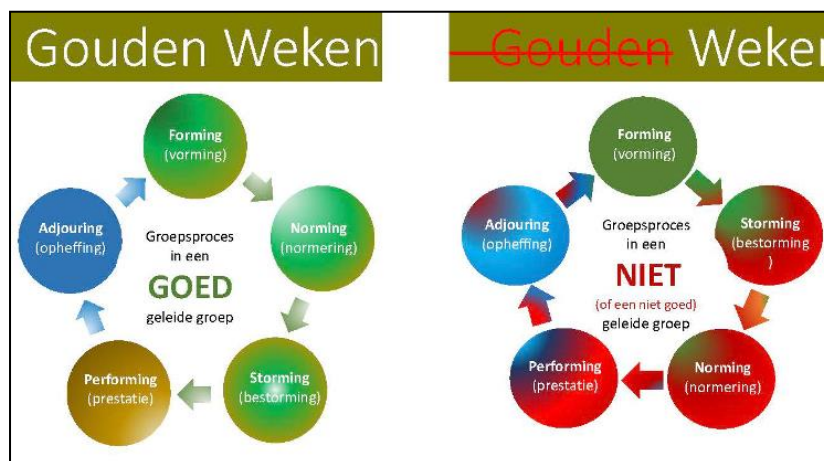 Gouden Weken
Forming
(vorming)
Norming
(normering)
Storming
(bestorming)
Performing
(prestatie)
Adjouring
(opheffing)
Groepsproces
in een
GOED
geleide groep
Gouden Weken
Forming
(vorming)
Storming
(bestorming
)
Norming
(normering)
Performing
(prestatie)
Adjouring
(opheffing)
Groepsproces
in een
NIET
(of een niet goed)
geleide groep